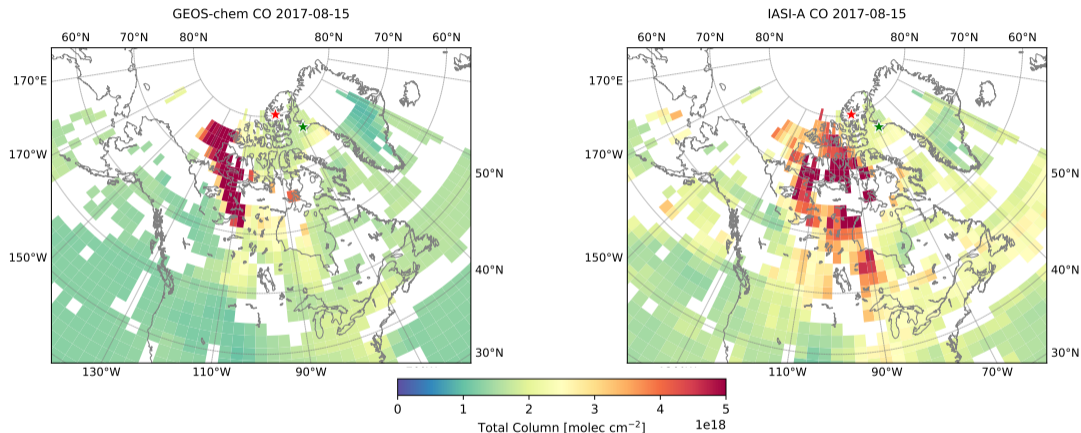 GEOS-chem CO 2017-08-15
IASI-A CO 2017-08-15
60°N 70°N 80°N 80°N 70°N 60°N
60°N 70°N 80°N 80°N 70°N 60°N
170°E
170°W
150°W
50°N
40°N
30°N
170°E
170°W
150°W
50°N
40°N
30°N
130°W 110°W 90°W
110°W 90°W 70°W
0 1 2 3 4 5
Total Column [molec cm⁻²]
1e18